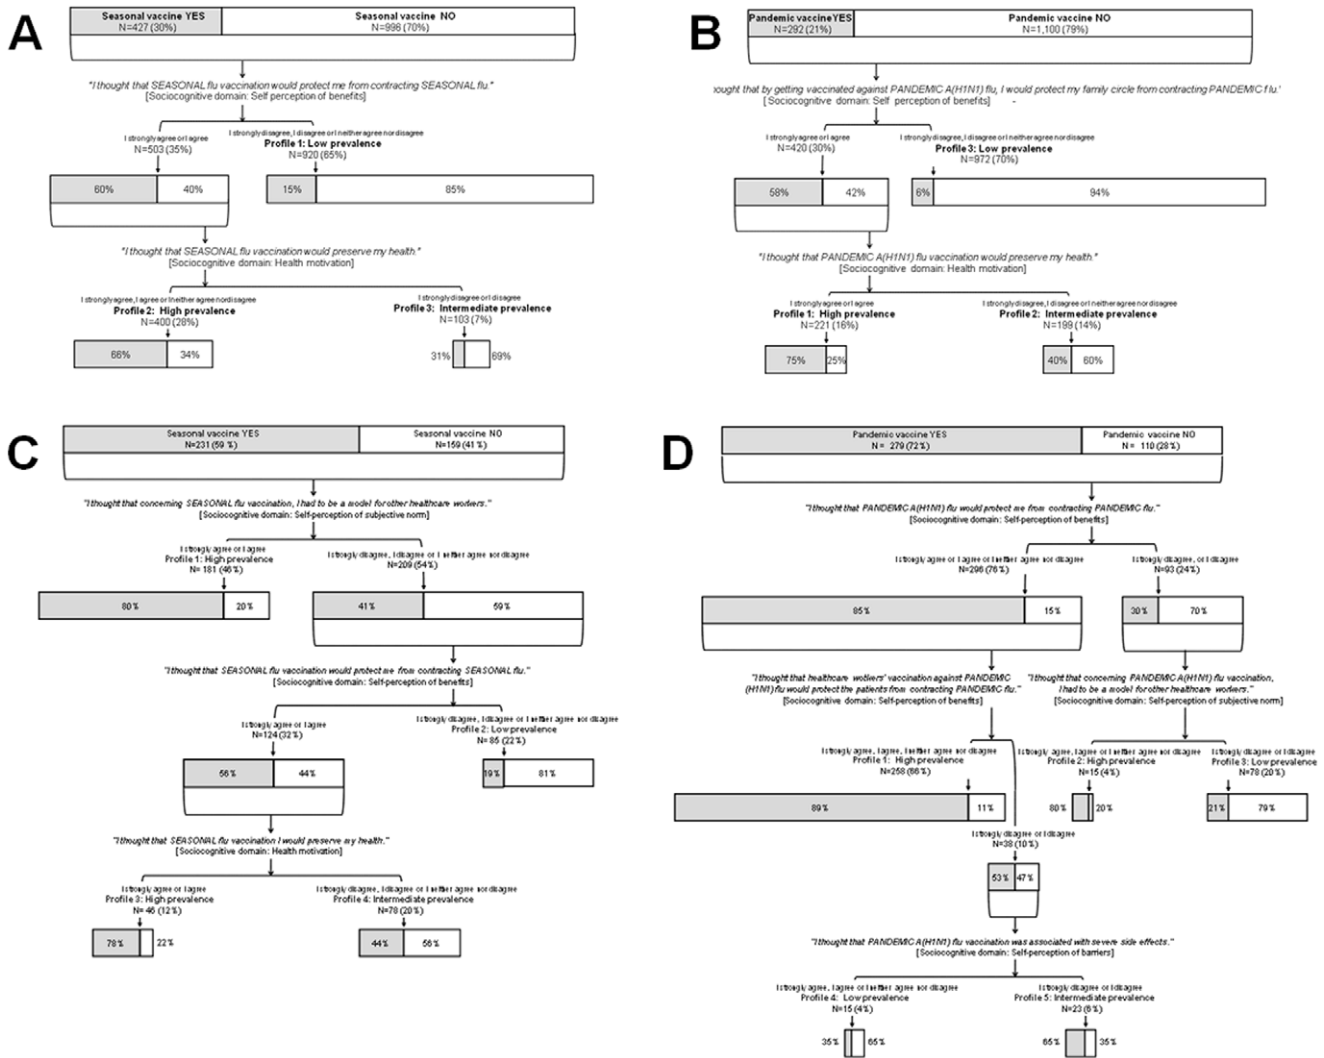 A
Seasonal vaccine YES
N=427 (30%)
Seasonal vaccine NO
N=998 (70%)
"I thought that SEASONAL flu vaccination would protect me from contracting SEASONAL flu."
[Sociocognitive domain: Self perception of benefits]
I strongly agree or I agree
N=503 (35%)
I strongly disagree, I disagree or I neither agree nor disagree
Profile 1: Low prevalence
N=920 (65%)
60%
40%
15%
85%
"I thought that SEASONAL flu vaccination would preserve my health."
[Sociocognitive domain: Health motivation]
I strongly agree, I agree or I neither agree nor disagree
Profile 2: High prevalence
N=400 (28%)
I strongly disagree or I disagree
Profile 3: Intermediate prevalence
N=103 (7%)
66%
34%
31%
69%
B
Pandemic vaccine YES
N=292 (21%)
Pandemic vaccine NO
N=1,100 (79%)
ought that by getting vaccinated against PANDEMIC A(H1N1) flu, I would protect my family circle from contracting PANDEMIC flu.'
[ Sociocognitive domain: Self perception of benefits] -
I strongly agree or I agree
N=420 (30%)
I strongly disagree, I disagree or I neither agree nor disagree
Profile 3: Low prevalence
N=972 (70%)
58%
42%
6%
94%
"I thought that PANDEMIC A(H1N1) flu vaccination would preserve my health."
[Sociocognitive domain: Health motivation]
I strongly agree or I agree
Profile 1: High prevalence
N=221 (16%)
I strongly disagree, I disagree or I neither agree nor disagree
Profile 2: Intermediate prevalence
N=199 (14%)
75%
25%
40%
60%
C
Seasonal vaccine YES
N=231 (59 %)
Seasonal vaccine NO
N=159 (41 %)
"I thought that concerning SEASONAL flu vaccination, I had to be a model for other healthcare workers."
[Sociocognitive domain: Self-perception of subjective norm]
I strongly agree or I agree
Profile 1: High prevalence
N= 181 (46%)
I strongly disagree, I disagree or I neither agree nor disagree
N=209 (54%)
80%
20%
41%
59%
"I thought that SEASONAL flu vaccination would protect me from contracting SEASONAL flu."
[Sociocognitive domain: Self-perception of benefits]
I strongly agree or I agree
N=124 (32%)
I strongly disagree, I disagree or I neither agree nor disagree
Profile 2: Low prevalence
N= 85 (22%)
56%
44%
19%
81%
"I thought that SEASONAL flu vaccination I would preserve my health."
[Sociocognitive domain: Health motivation]
I strongly agree or I agree
Profile 3: High prevalence
N= 46 (12%)
I strongly disagree, I disagree or I neither agree nor disagree
Profile 4: Intermediate prevalence
N=78 (20%)
78%
22%
44%
56%
D
Pandemic vaccine YES
N = 279 (72%)
Pandemic vaccine NO
N = 110 (28%)
"I thought that PANDEMIC A(H1N1) flu would protect me from contracting PANDEMIC flu."
[Sociocognitive domain: Self-perception of benefits]
I strongly agree or I agree or I neither agree nor disagree
N=296 (76%)
I strongly disagree, or I disagree
N=93 (24%)
85%
15%
30%
70%
"I thought that healthcare workers' vaccination against PANDEMIC
(H1N1) flu would protect the patients from contracting PANDEMIC flu."
[Sociocognitive domain: Self-perception of benefits]
"I thought that concerning PANDEMIC A(H1N1) flu vaccination,
I had to be a model for other healthcare workers."
[Sociocognitive domain: Self-perception of subjective norm]
I strongly agree, I agree, I neither agree nor disagree
Profile 1: High prevalence
N=258 (66%)
I strongly agree, I agree or I neither agree nor disagree
Profile 2: High prevalence
N=15 (4%)
I strongly disagree, or I disagree
Profile 3: Low prevalence
N=78 (20%)
89%
11%
80%
20%
21%
79%
I strongly disagree or I disagree
N=38 (10%)
53%
47%
"I thought that PANDEMIC A(H1N1) flu vaccination was associated with severe side effects."
[Sociocognitive domain: Self-perception of barriers]
I strongly agree, I agree or I neither agree nor disagree
Profile 4: Low prevalence
N=15 (4%)
I strongly disagree or I disagree
Profile 5: Intermediate prevalence
N=23 (6%)
35%
65%
65%
35%